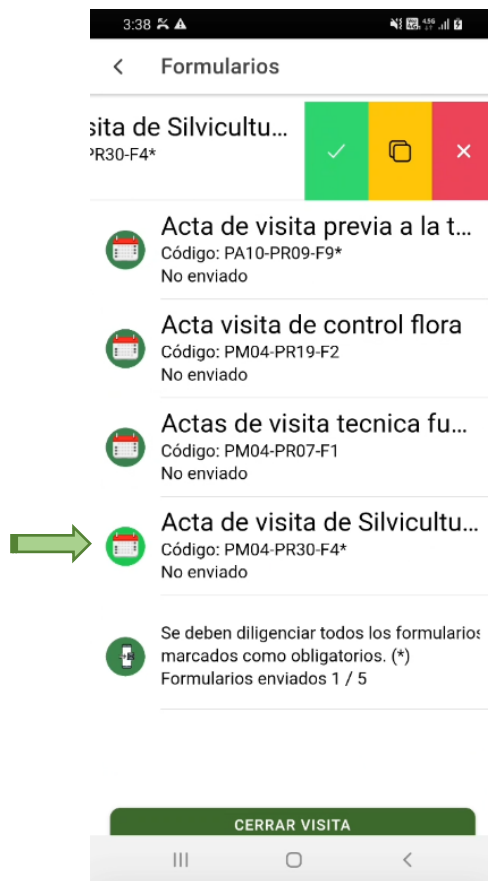 3:38
Formularios
sita de Silvicultu...
PR30-F4*
Acta de visita previa a la t...
Código: PA10-PR09-F9*
No enviado
Acta visita de control flora
Código: PM04-PR19-F2
No enviado
Actas de visita tecnica fu...
Código: PM04-PR07-F1
No enviado
Acta de visita de Silvicultu...
Código: PM04-PR30-F4*
No enviado
Se deben diligenciar todos los formularios
marcados como obligatorios. (*)
Formularios enviados 1 / 5
CERRAR VISITA